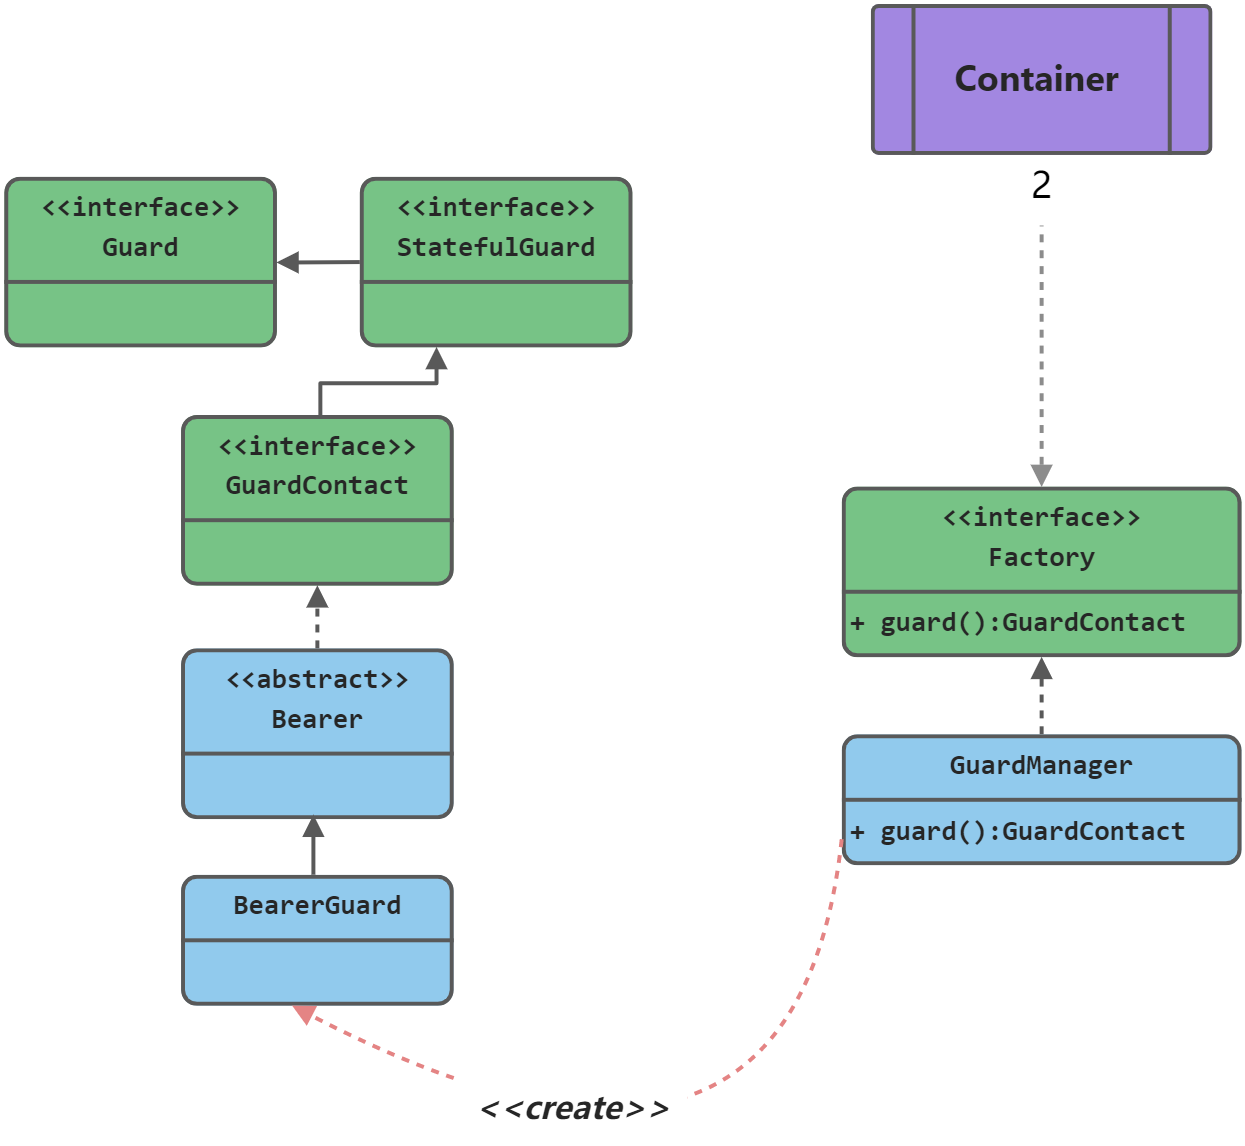 Container
2
<<interface>>
Guard
<<interface>>
StatefulGuard
<<interface>>
GuardContact
<<interface>>
Factory
+ guard():GuardContact
<<abstract>>
Bearer
GuardManager
+ guard():GuardContact
BearerGuard
<<create>>